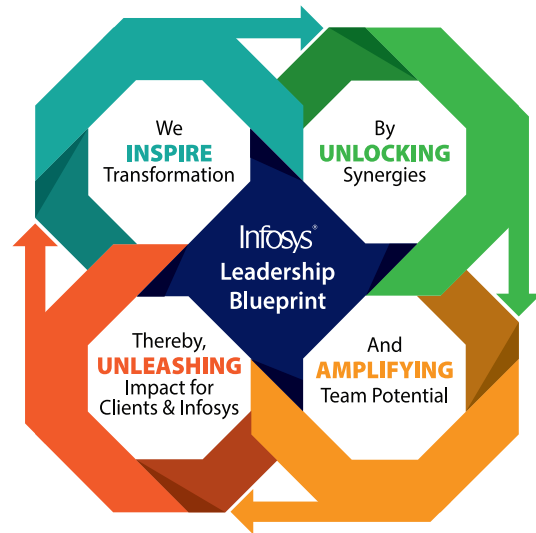 We
INSPIRE
Transformation
By
UNLOCKING
Synergies
Infosys®
Leadership
Blueprint
Thereby,
UNLEASHING
Impact for
Clients & Infosys
And
AMPLIFYING
Team Potential